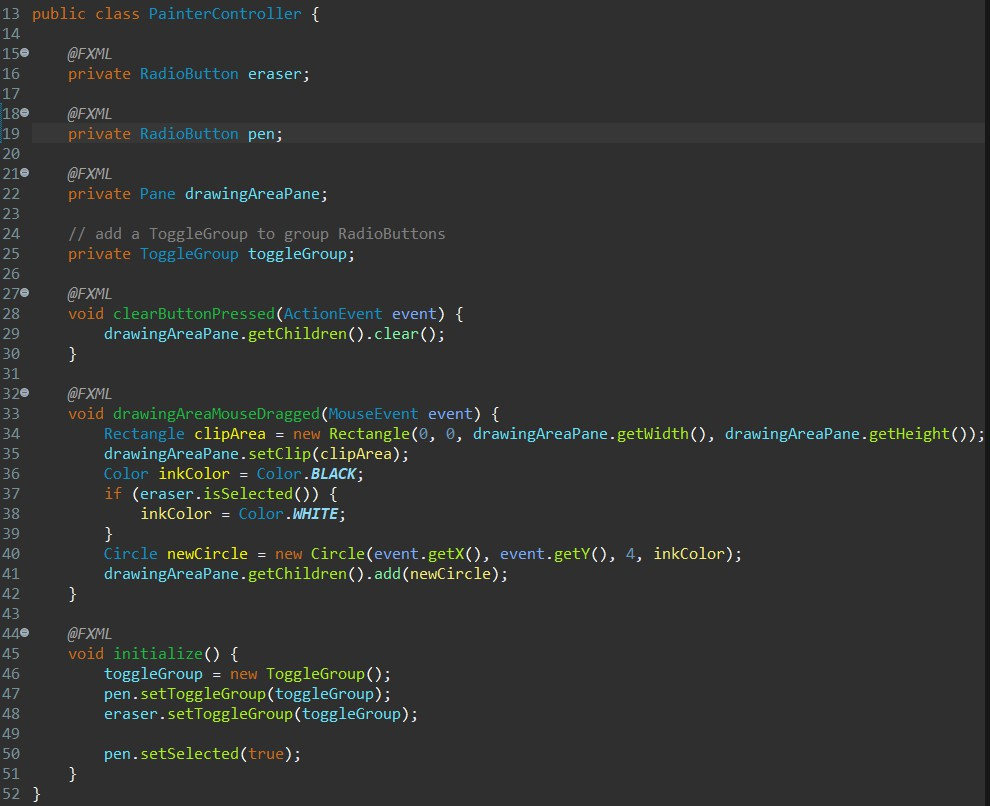 13 public class PainterController {
14
15     @FXML
16     private RadioButton eraser;
17
18     @FXML
19     private RadioButton pen;
20
21     @FXML
22     private Pane drawingAreaPane;
23
24     // add a ToggleGroup to group RadioButtons
25     private ToggleGroup toggleGroup;
26
27     @FXML
28     void clearButtonPressed(ActionEvent event) {
29         drawingAreaPane.getChildren().clear();
30     }
31
32     @FXML
33     void drawingAreaMouseDragged(MouseEvent event) {
34         Rectangle clipArea = new Rectangle(0, 0, drawingAreaPane.getWidth(), drawingAreaPane.getHeight());
35         drawingAreaPane.setClip(clipArea);
36         Color inkColor = Color.BLACK;
37         if (eraser.isSelected()) {
38             inkColor = Color.WHITE;
39         }
40         Circle newCircle = new Circle(event.getX(), event.getY(), 4, inkColor);
41         drawingAreaPane.getChildren().add(newCircle);
42     }
43
44     @FXML
45     void initialize() {
46         toggleGroup = new ToggleGroup();
47         pen.setToggleGroup(toggleGroup);
48         eraser.setToggleGroup(toggleGroup);
49
50         pen.setSelected(true);
51     }
52 }